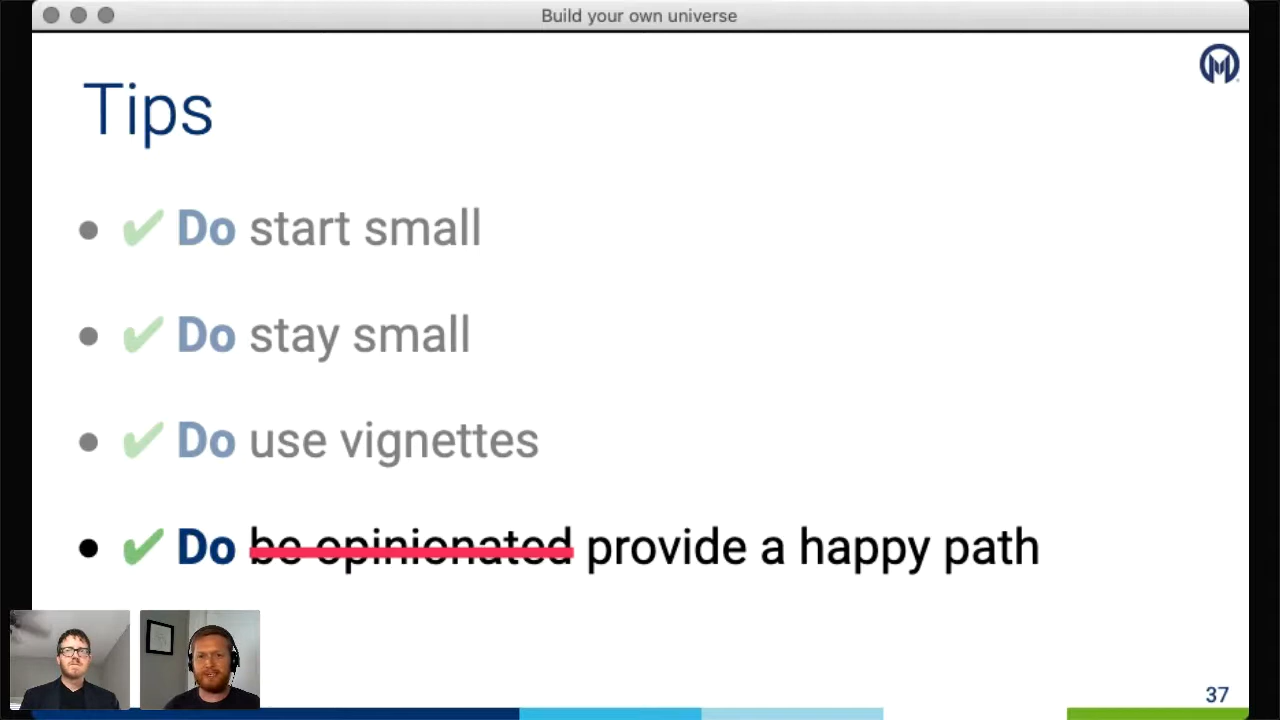 Build your own universe
Tips
• ✔ Do start small
• ✔ Do stay small
• ✔ Do use vignettes
• ✔ Do be opinionated provide a happy path
37